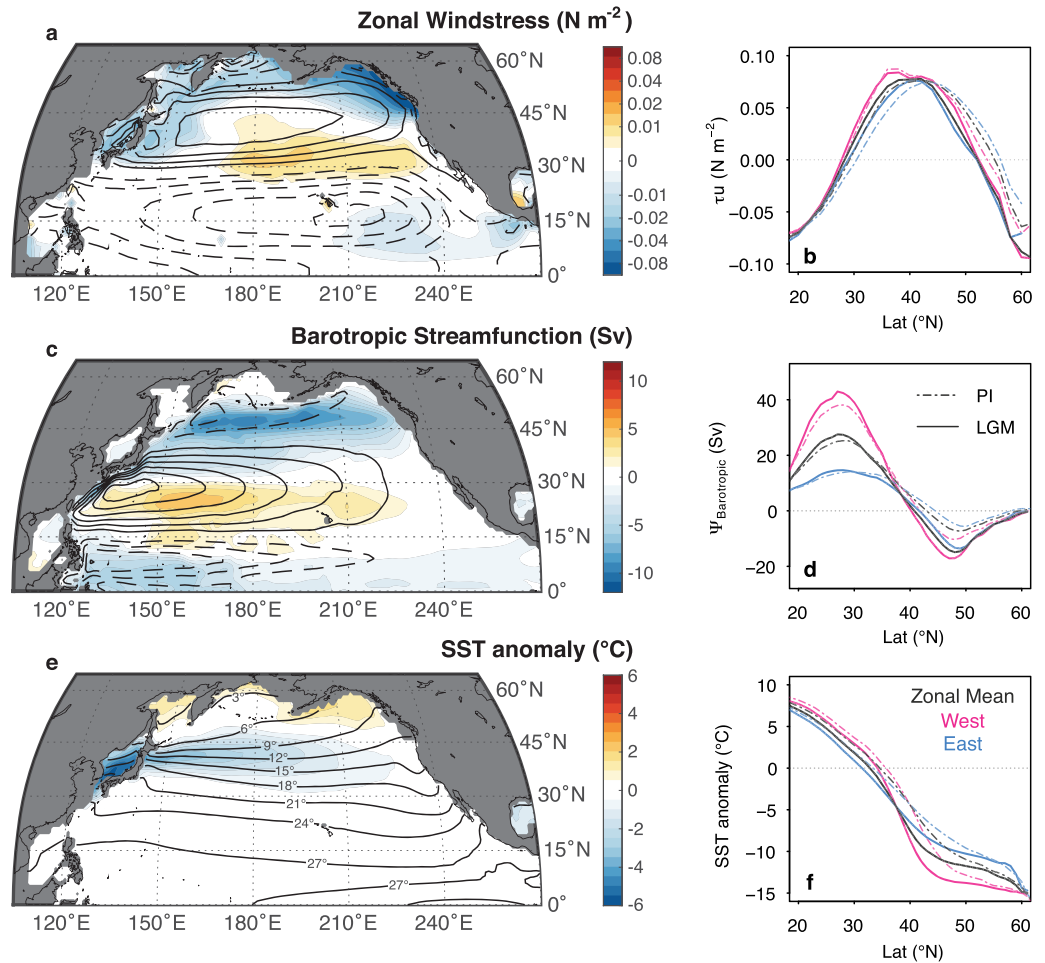 Zonal Windstress (N m-2)
a
60°N
45°N
30°N
15°N
0°
120°E 150°E 180°E 210°E 240°E
0.08
0.04
0.02
0.01
0
-0.01
-0.02
-0.04
-0.08
τu (N m−2)
0.10
0.05
0.00
−0.05
−0.10
b
20 30 40 50 60
Lat (°N)
Barotropic Streamfunction (Sv)
c
60°N
45°N
30°N
15°N
0°
120°E 150°E 180°E 210°E 240°E
10
5
0
-5
-10
ΨBarotropic (Sv)
40
20
0
−20
PI
LGM
d
20 30 40 50 60
Lat (°N)
SST anomaly (°C)
e
60°N
45°N
30°N
15°N
0°
3°
6°
9°
12°
15°
18°
21°
24°
27°
27°
120°E 150°E 180°E 210°E 240°E
6
4
2
0
-2
-4
-6
SST anomaly (°C)
10
5
0
−5
−10
−15
Zonal Mean
West
East
f
20 30 40 50 60
Lat (°N)